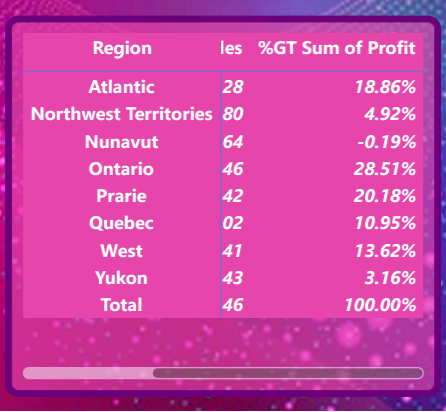 Region les %GT Sum of Profit
Atlantic 28 18.86%
Northwest Territories 80 4.92%
Nunavut 64 -0.19%
Ontario 46 28.51%
Prarie 42 20.18%
Quebec 02 10.95%
West 41 13.62%
Yukon 43 3.16%
Total 46 100.00%